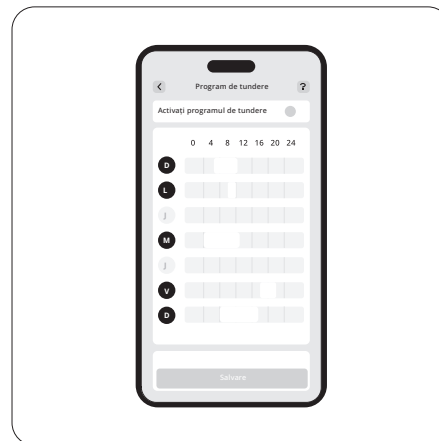 Program de tundere ?
Activați programul de tundere
0 4 8 12 16 20 24
D
L
J
M
J
V
D
Salvare